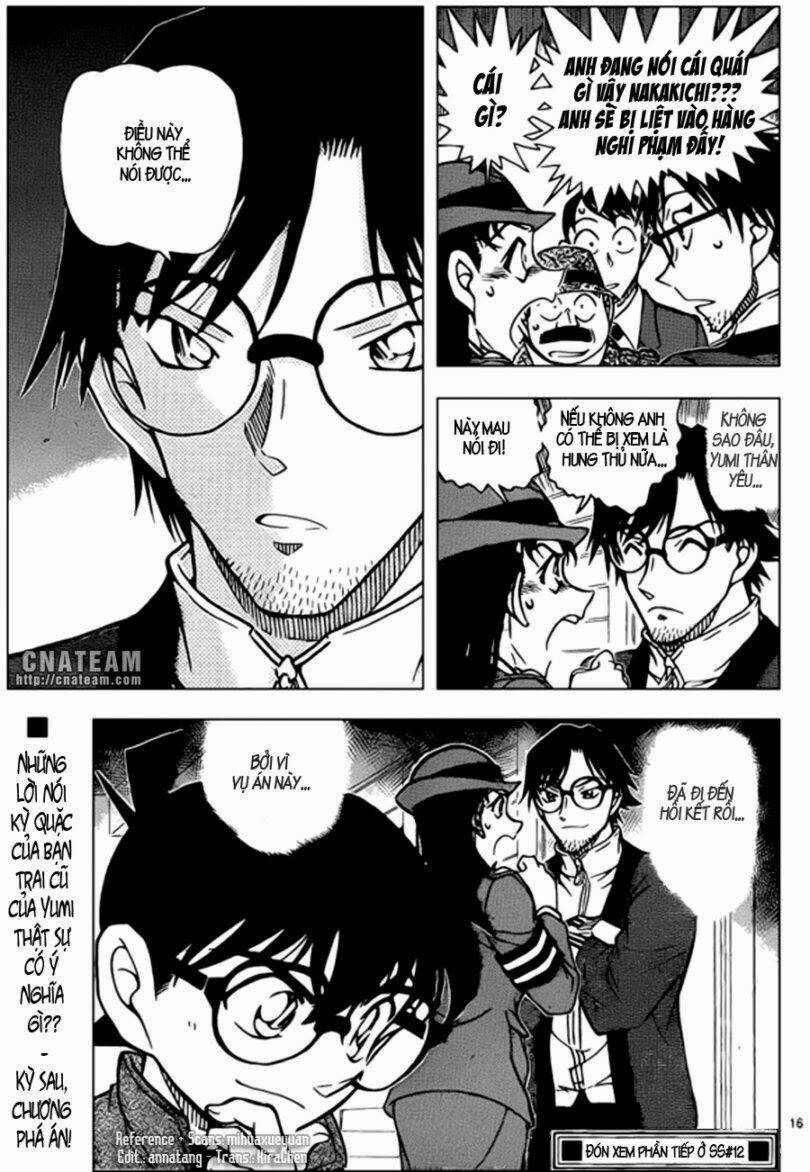 ĐIỀU NÀY
KHÔNG THỂ
NÓI ĐƯỢC...
CÁI
GÌ?
ANH ĐANG NÓI CÁI QUÁI
GÌ VẬY NAKAKICHI???
ANH SẼ BỊ LIỆT VÀO HÀNG
NGHI PHẠM ĐẤY!
NÀY MAU
NÓI ĐI!
NẾU KHÔNG ANH
CÓ THỂ BỊ XEM LÀ
HUNG THỦ NỮA...
KHÔNG
SAO ĐÂU,
YUMI THÂN
YÊU...
CNATEAM
http://cnateam.com
BỞI VÌ
VỤ ÁN NÀY...
ĐÃ ĐI ĐẾN
HỒI KẾT RỒI...
NHỮNG
LỜI NÓI
KỲ QUẶC
CỦA BẠN
TRAI CŨ
CỦA YUMI
THẬT SỰ
CÓ Ý
NGHĨA
GÌ??
-
KỲ SAU,
CHƯƠNG
PHÁ ÁN!
Reference + Scans: mihuaxueyuan
Edit: annatang - Trans: KiraChen
16
ĐÓN XEM PHẦN TIẾP Ở SS#12